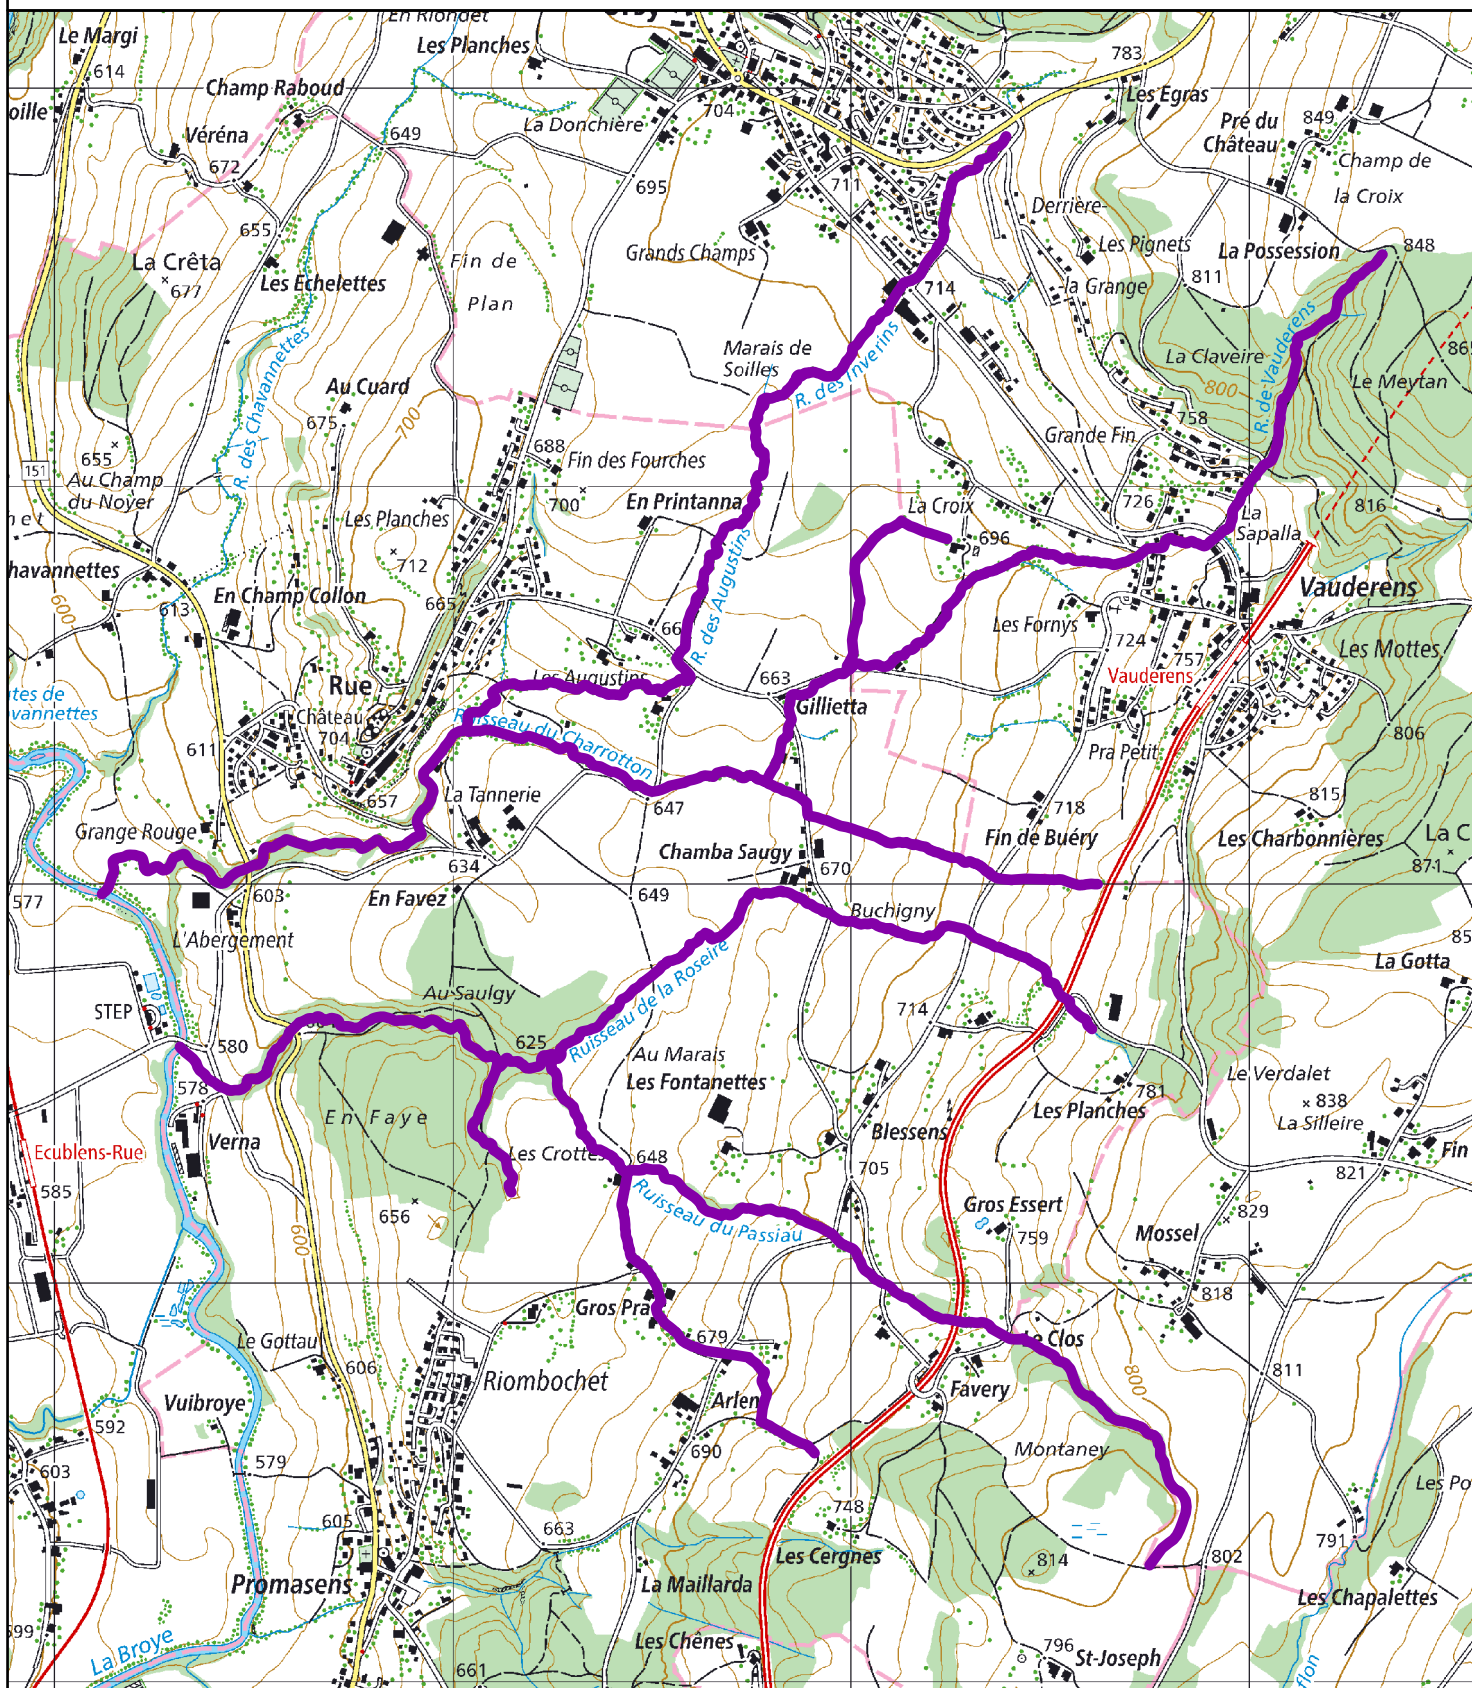 En Riondet
Le Margi
Les Planches
614
783
Champ Raboud
Les Egras
oille
La Donchière
704
Pré du
Château
849
Véréna
649
Champ de
la Croix
672
695
711
Derrière-
655
Grands Champs
Les Pignets
La Possession
848
La Crêta
677
Les Echelettes
Fin de
Plan
714
la Grange
811
R. des Chavannettes
Marais de
Soilles
R. des Inverins
La Claveire
R. de Vauderens
Le Meytan
800
Au Cuard
675
700
758
688
Grande Fin
655
Au Champ
du Noyer
151
Fin des Fourches
700
En Printanna
La Croix
726
816
Les Planches
696
La
Sapalla
712
havannettes
R. des Augustins
600
613
En Champ Collon
665
Vauderens
Les Fornys
724
Les Mottes
Rue
Les Augustins
663
757
Vauderens
Gillietta
Château
704
Ruisseau du Charrotton
611
806
Pra Petit
657
La Tannerie
647
718
815
Grange Rouge
Fin de Buéry
Les Charbonnières
La C
871
Chamba Saugy
634
670
577
603
En Favez
649
Buchigny
L'Abergement
La Gotta
Au Saulgy
Ruisseau de la Roseire
STEP
714
625
580
Au Marais
Les Fontanettes
578
Le Verdalet
781
838
Les Planches
La Silleire
En Faye
Verna
Blessens
Ecublens-Rue
Les Crottes
648
Fin
705
821
585
656
Ruisseau du Passiau
Gros Essert
759
829
Mossel
600
Gros Pra
818
Le Gottau
679
Le Clos
606
Riombochet
800
811
Vuibroye
Arlen
Favery
592
690
Montaney
579
603
748
605
663
791
Les Cergnes
814
802
Promasens
La Maillarda
Les Chapalettes
La Broye
Les Chênes
796
St-Joseph
661